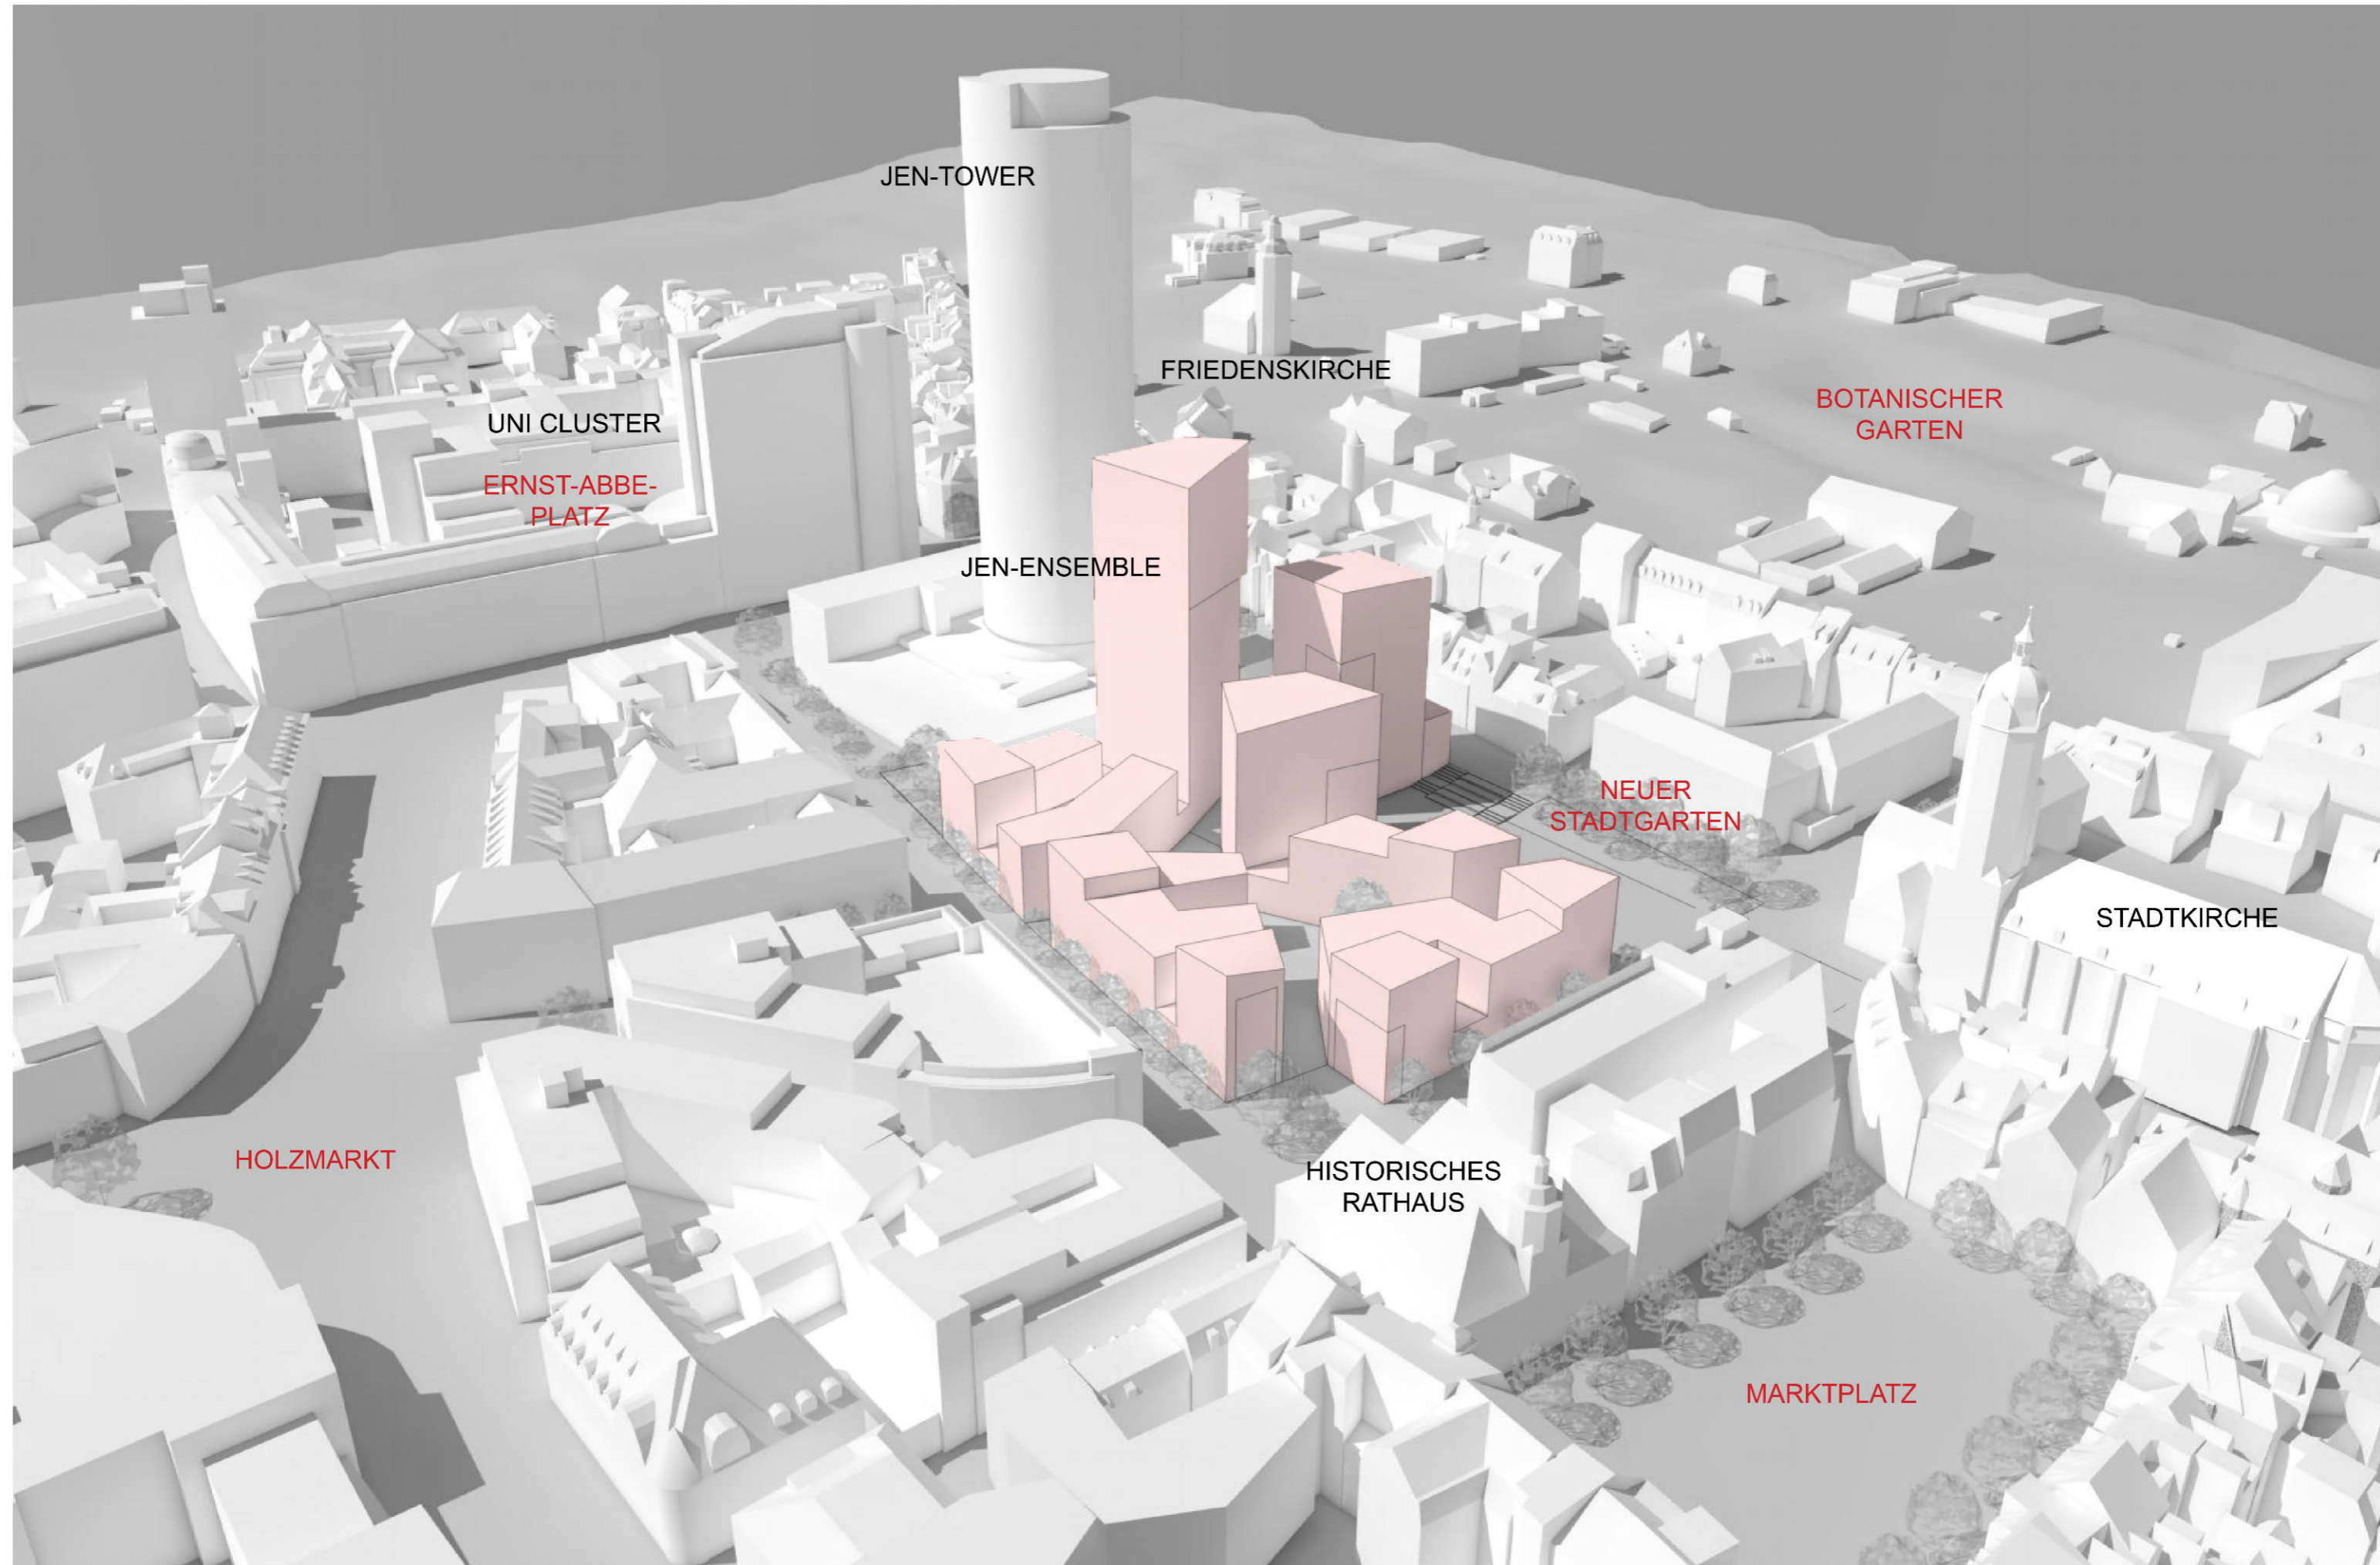 JEN-TOWER
FRIEDENSKIRCHE
BOTANISCHER
GARTEN
UNI CLUSTER
ERNST-ABBE-
PLATZ
JEN-ENSEMBLE
NEUER
STADTGARTEN
STADTKIRCHE
HOLZMARKT
HISTORISCHES
RATHAUS
MARKTPLATZ